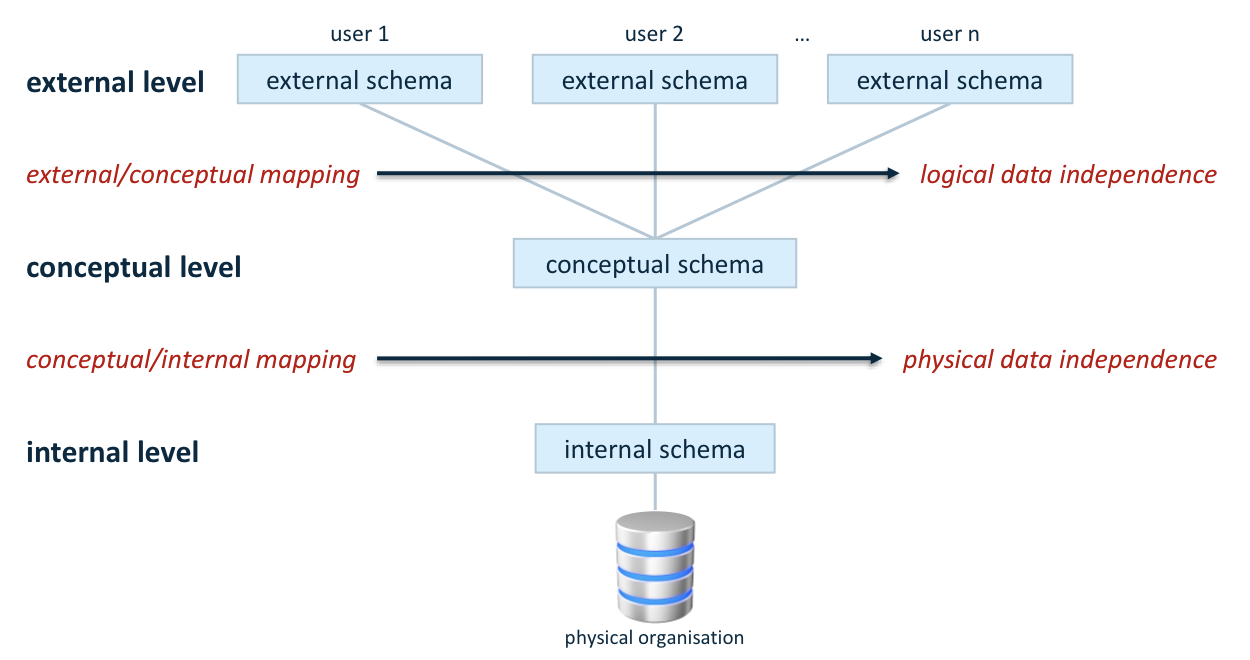 user 1 user 2 ... user n
external level external schema external schema external schema
external/conceptual mapping logical data independence
conceptual level conceptual schema
conceptual/internal mapping physical data independence
internal level internal schema
physical organisation